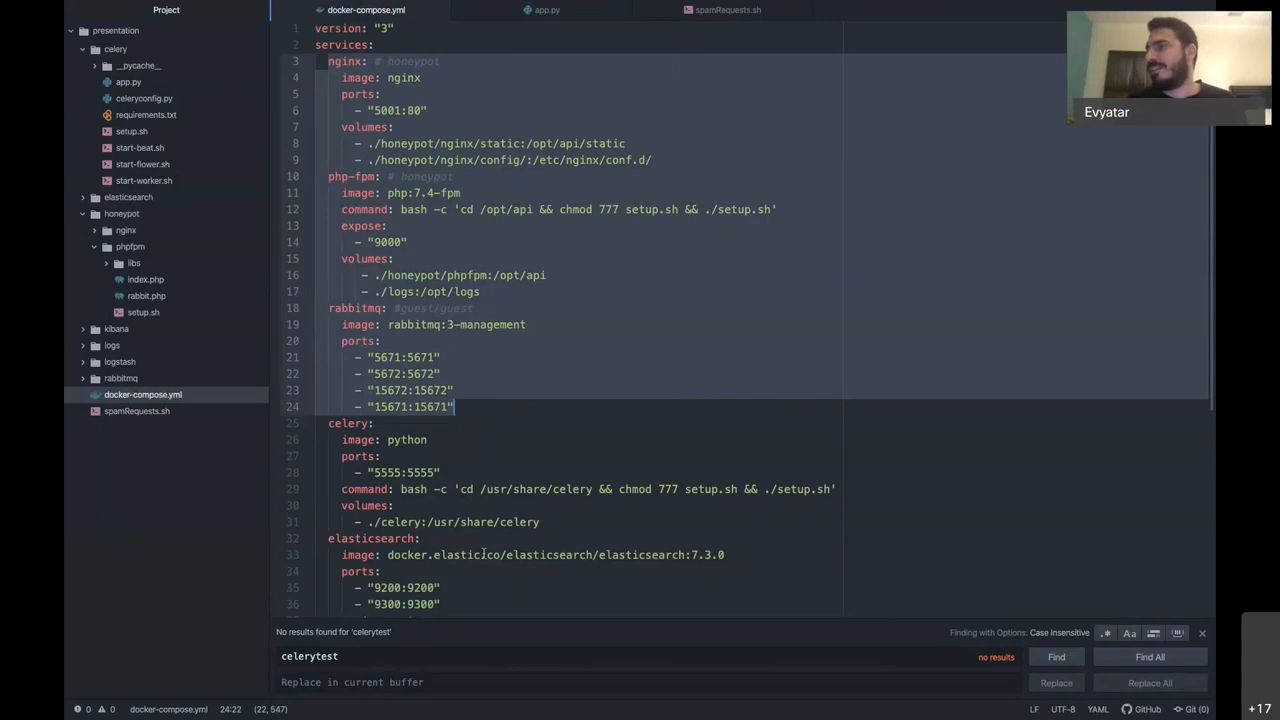 Project
docker-compose.yml
app.py
spamRequests.sh
presentation
celery
__pycache__
app.py
celeryconfig.py
requirements.txt
setup.sh
start-beat.sh
start-flower.sh
start-worker.sh
elasticsearch
honeypot
nginx
phpfpm
libs
index.php
rabbit.php
setup.sh
kibana
logs
logstash
rabbitmq
docker-compose.yml
spamRequests.sh
1 version: "3"
2 services:
3 nginx: # honeypot
4 image: nginx
5 ports:
6 - "5001:80"
7 volumes:
8 - ./honeypot/nginx/static:/opt/api/static
9 - ./honeypot/nginx/config/:/etc/nginx/conf.d/
10 php-fpm: # honeypot
11 image: php:7.4-fpm
12 command: bash -c 'cd /opt/api && chmod 777 setup.sh && ./setup.sh'
13 expose:
14 - "9000"
15 volumes:
16 - ./honeypot/phpfpm:/opt/api
17 - ./logs:/opt/logs
18 rabbitmq: #guest/guest
19 image: rabbitmq:3-management
20 ports:
21 - "5671:5671"
22 - "5672:5672"
23 - "15672:15672"
24 - "15671:15671"
25 celery:
26 image: python
27 ports:
28 - "5555:5555"
29 command: bash -c 'cd /usr/share/celery && chmod 777 setup.sh && ./setup.sh'
30 volumes:
31 - ./celery:/usr/share/celery
32 elasticsearch:
33 image: docker.elastic.co/elasticsearch/elasticsearch:7.3.0
34 ports:
35 - "9200:9200"
36 - "9300:9300"
Evyatar
No results found for 'celerytest'
Finding with Options: Case Insensitive
.* Aa
celerytest
no results
Find
Find All
Replace in current buffer
Replace
Replace All
0 0 docker-compose.yml 24:22 (22, 547)
LF UTF-8 YAML GitHub Git (0)
+17